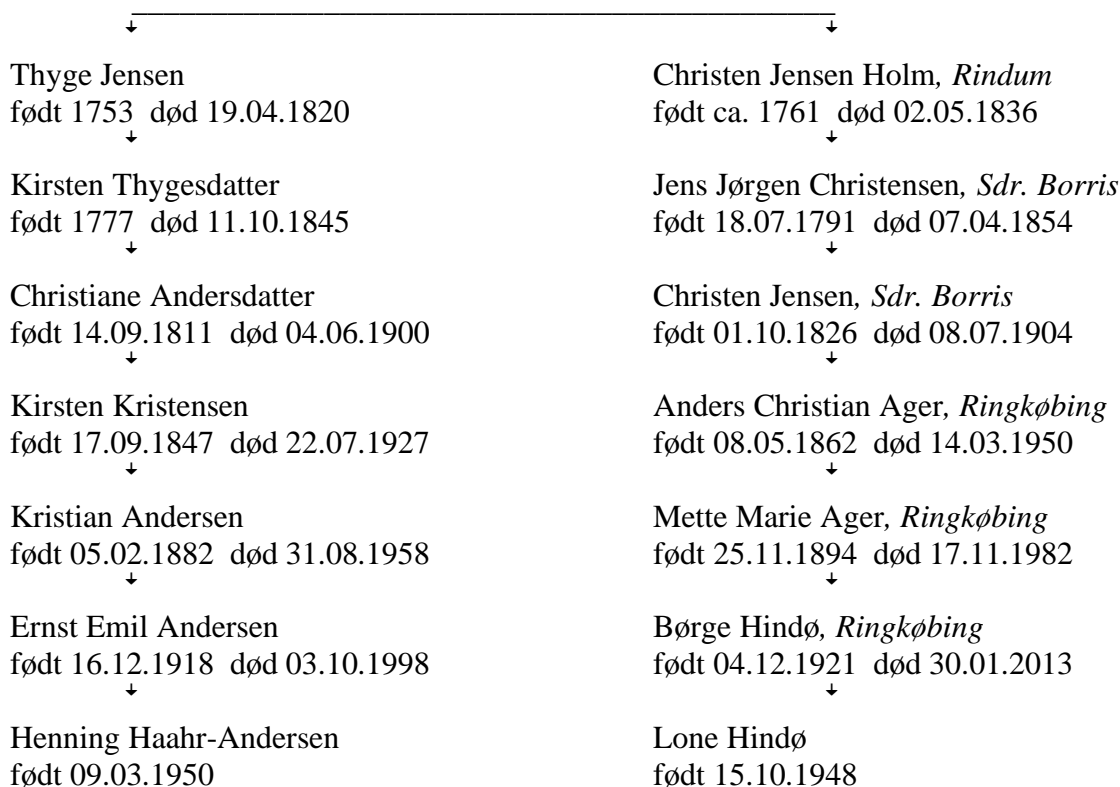 Thyge Jensen
født 1753  død 19.04.1820
Kirsten Thygesdatter
født 1777  død 11.10.1845
Christiane Andersdatter
født 14.09.1811  død 04.06.1900
Kirsten Kristensen
født 17.09.1847  død 22.07.1927
Kristian Andersen
født 05.02.1882  død 31.08.1958
Ernst Emil Andersen
født 16.12.1918  død 03.10.1998
Henning Haahr-Andersen
født 09.03.1950
Christen Jensen Holm, Rindum
født ca. 1761  død 02.05.1836
Jens Jørgen Christensen, Sdr. Borris
født 18.07.1791  død 07.04.1854
Christen Jensen, Sdr. Borris
født 01.10.1826  død 08.07.1904
Anders Christian Ager, Ringkøbing
født 08.05.1862  død 14.03.1950
Mette Marie Ager, Ringkøbing
født 25.11.1894  død 17.11.1982
Børge Hindø, Ringkøbing
født 04.12.1921  død 30.01.2013
Lone Hindø
født 15.10.1948